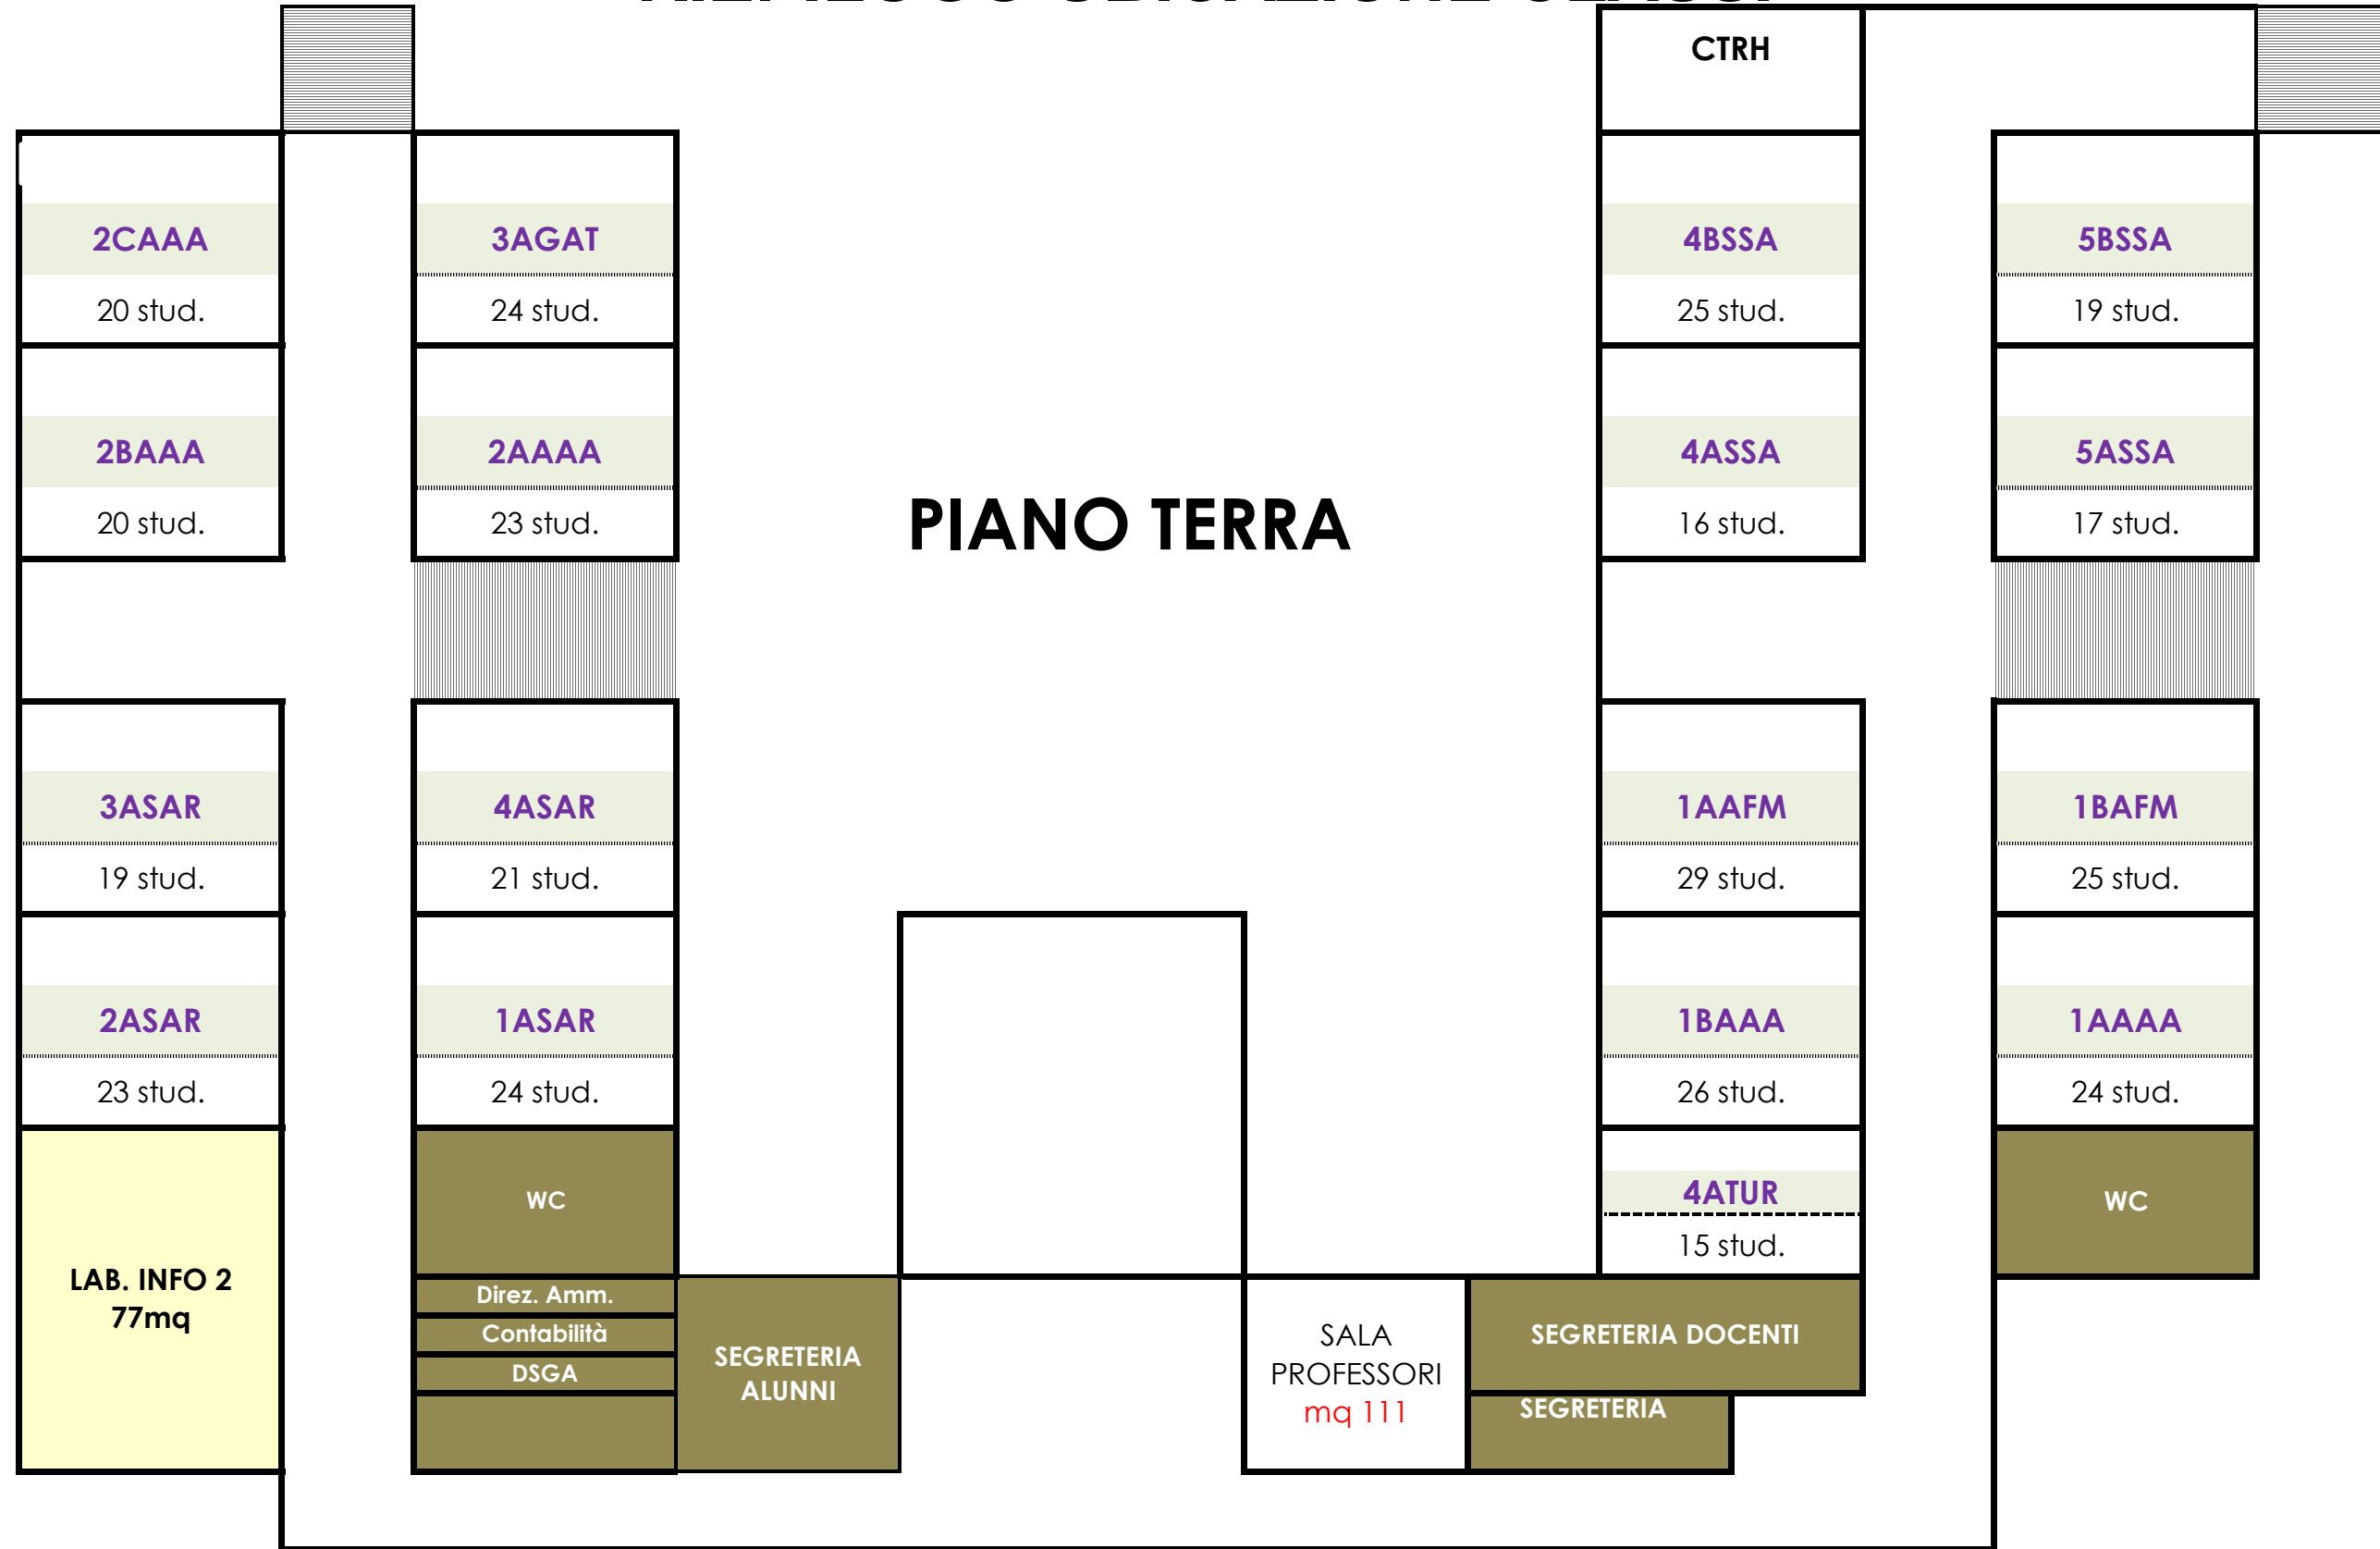 CTRH
2CAAA
20 stud.
3AGAT
24 stud.
4BSSA
25 stud.
5BSSA
19 stud.
2BAAA
20 stud.
2AAAA
23 stud.
PIANO TERRA
4ASSA
16 stud.
5ASSA
17 stud.
3ASAR
19 stud.
4ASAR
21 stud.
1AAFM
29 stud.
1BAFM
25 stud.
2ASAR
23 stud.
1ASAR
24 stud.
1BAAA
26 stud.
1AAAA
24 stud.
LAB. INFO 2
77mq
WC
4ATUR
15 stud.
WC
Direz. Amm.
Contabilità
DSGA
SEGRETERIA
ALUNNI
SALA
PROFESSORI
mq 111
SEGRETERIA DOCENTI
SEGRETERIA